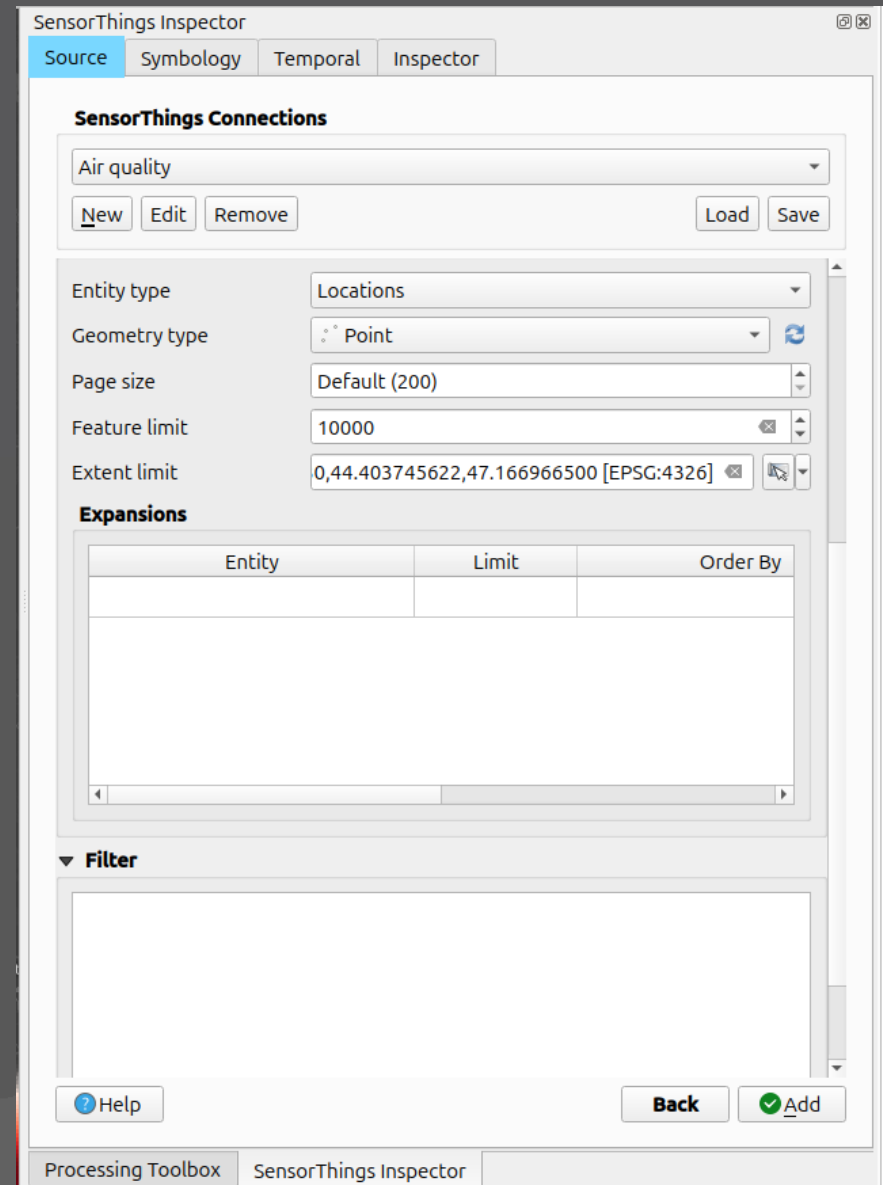 SensorThings Inspector
Source Symbology Temporal Inspector
SensorThings Connections
Air quality
New Edit Remove Load Save
Entity type Locations
Geometry type Point
Page size Default (200)
Feature limit 10000
Extent limit 0,44.403745622,47.166966500 [EPSG:4326]
Expansions
Entity Limit Order By
Filter
Help Back Add
Processing Toolbox SensorThings Inspector